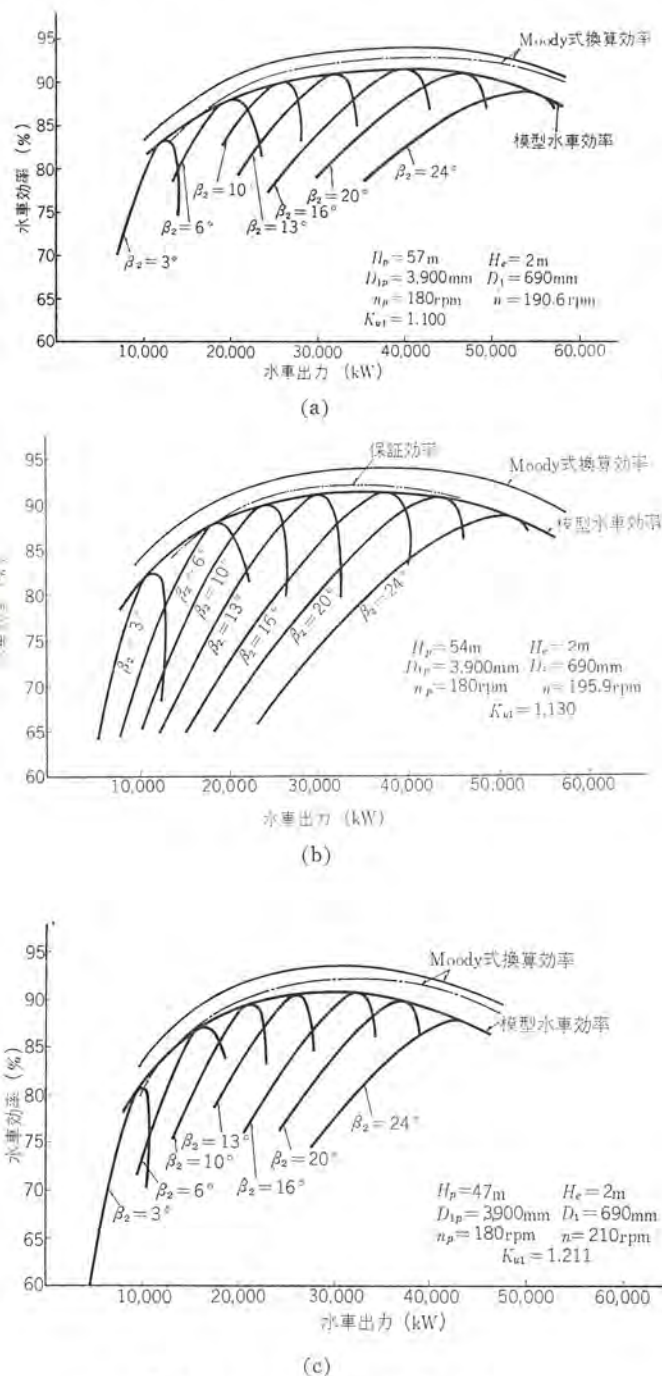 95
90
85
80
75
70
65
60
水車効率 (%)
Moody式換算効率
模型水車効率
β2=3°
β2=6°
β2=10°
β2=13°
β2=16°
β2=20°
β2=24°
Hp=57m He=2m
D1p=3,900mm D1=690mm
np=180rpm n=190.6rpm
Ku1=1.100
10,000 20,000 30,000 40,000 50,000 60,000
水車出力 (kW)
(a)
95
90
85
80
75
70
65
60
保証効率
Moody式換算効率
模型水車効率
β2=3°
β2=6°
β2=10°
β2=13°
β2=16°
β2=20°
β2=24°
Hp=54m He=2m
D1p=3,900mm D1=690mm
np=180rpm n=195.9rpm
Ku1=1.130
10,000 20,000 30,000 40,000 50,000 60,000
水車出力 (kW)
(b)
95
90
85
80
75
70
65
60
水車効率 (%)
Moody式換算効率
模型水車効率
β2=3°
β2=6°
β2=10°
β2=13°
β2=16°
β2=20°
β2=24°
Hp=47m He=2m
D1p=3,900mm D1=690mm
np=180rpm n=210rpm
Ku1=1.211
10,000 20,000 30,000 40,000 50,000 60,000
水車出力 (kW)
(c)